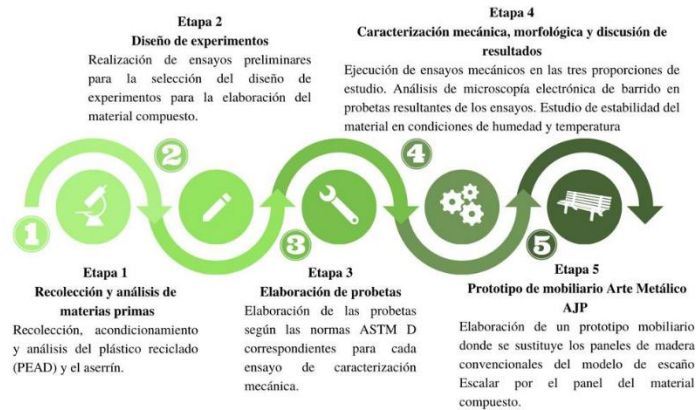 Etapa 2
Diseño de experimentos
Realización de ensayos preliminares
para la selección del diseño de
experimentos para la elaboración del
material compuesto.
Etapa 4
Caracterización mecánica, morfológica y discusión de
resultados
Ejecución de ensayos mecánicos en las tres proporciones de
estudio. Análisis de microscopía electrónica de barrido en
probetas resultantes de los ensayos. Estudio de estabilidad del
material en condiciones de humedad y temperatura
1
2
3
4
5
Etapa 1
Recolección y análisis de
materias primas
Recolección, acondicionamiento
y análisis del plástico reciclado
(PEAD) y el aserrín.
Etapa 3
Elaboración de probetas
Elaboración de las probetas
según las normas ASTM D
correspondientes para cada
ensayo de caracterización
mecánica.
Etapa 5
Prototipo de mobiliario Arte Metálico
AJP
Elaboración de un prototipo mobiliario
donde se sustituye los paneles de madera
convencionales del modelo de escaño
Escalar por el panel del material
compuesto.